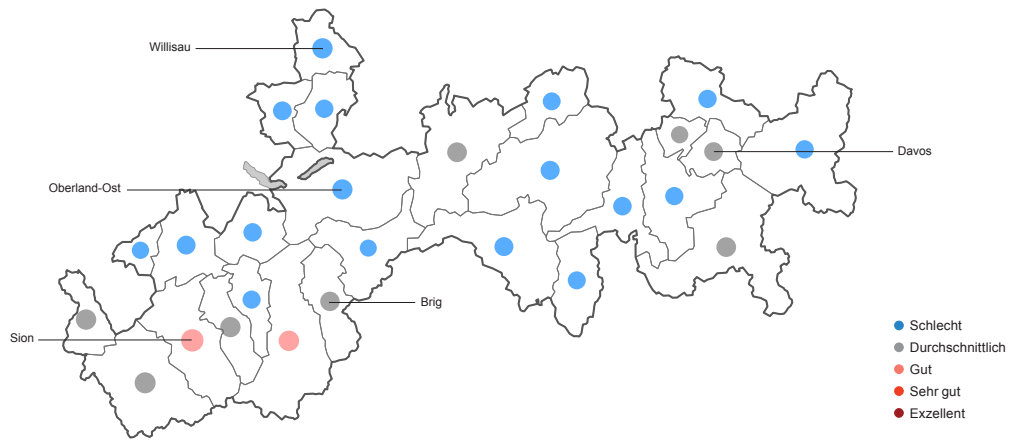 Willisau
Davos
Oberland-Ost
Brig
Sion
Schlecht
Durchschnittlich
Gut
Sehr gut
Exzellent